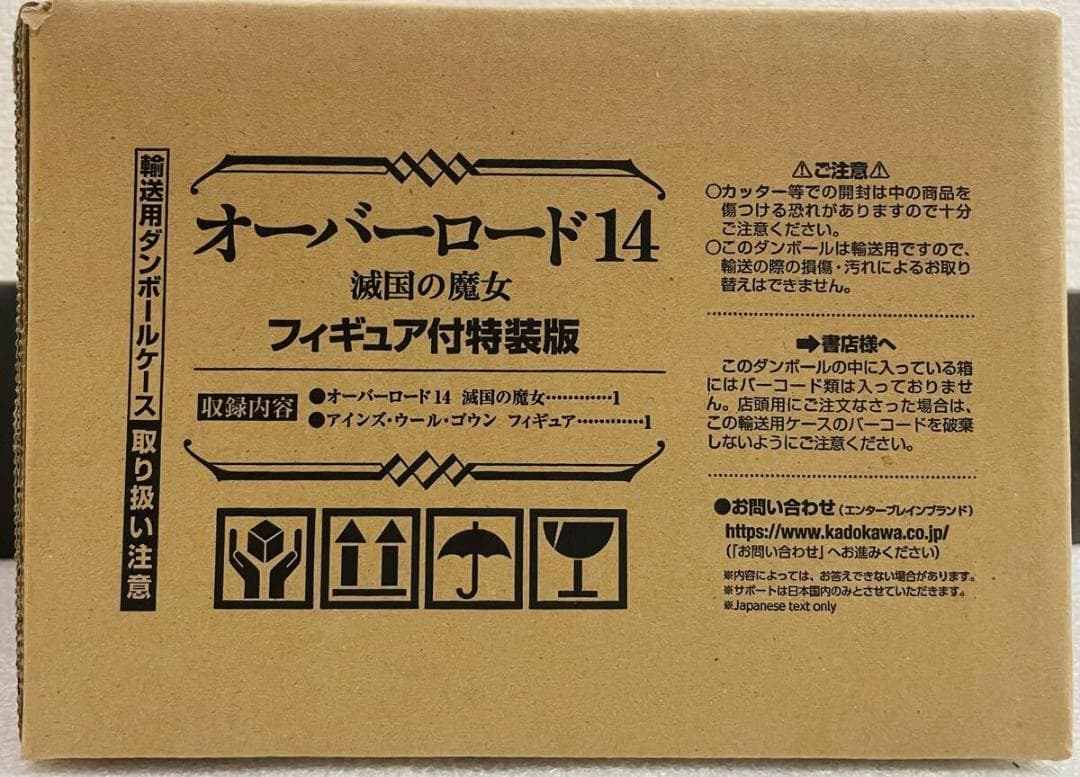 輸送用ダンボールケース 取り扱い注意
オーバーロード14
滅国の魔女
フィギュア付特装版
収録内容
●オーバーロード14 滅国の魔女…………1
●アインズ・ウール・ゴウン フィギュア…………1
⚠ご注意⚠
○カッター等での開封は中の商品を
傷つける恐れがありますので十分
ご注意ください。
○このダンボールは輸送用ですので、
輸送の際の損傷・汚れによるお取り
替えはできません。
➡書店様へ
このダンボールの中に入っている箱
にはバーコード類は入っておりませ
ん。店頭用にご注文なさった場合は、
この輸送用ケースのバーコードを破棄
しないようにご注意ください。
●お問い合わせ(エンターブレインブランド)
https://www.kadokawa.co.jp/
(「お問い合わせ」へお進みください)
※内容によっては、お答えできない場合があります。
※サポートは日本国内のみとさせていただきます。
※Japanese text only